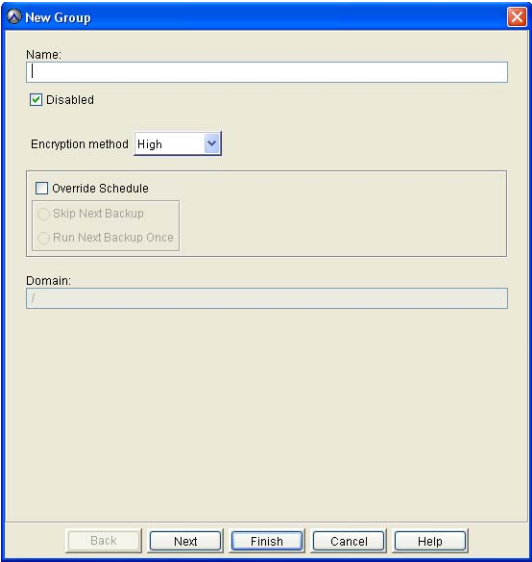 New Group
Name:
Disabled
Encryption method High
Override Schedule
Skip Next Backup
Run Next Backup Once
Domain:
/
Back Next Finish Cancel Help